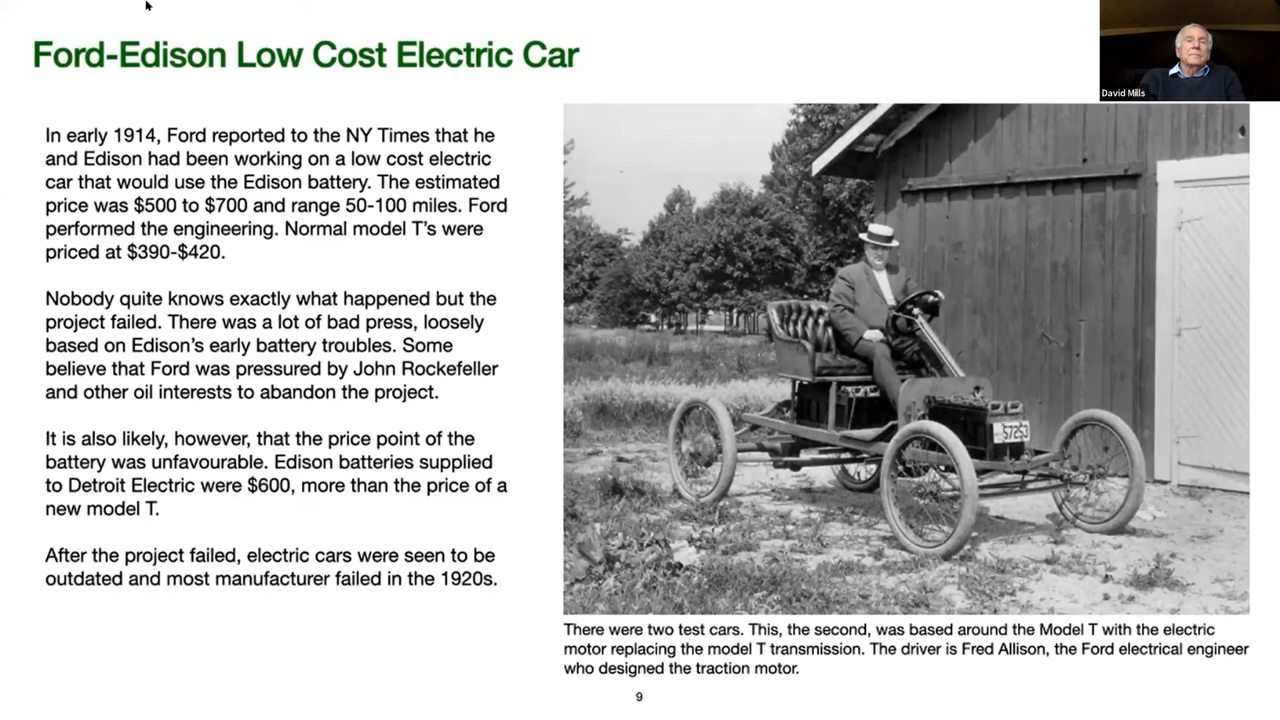 Ford-Edison Low Cost Electric Car
David Mills
In early 1914, Ford reported to the NY Times that he
and Edison had been working on a low cost electric
car that would use the Edison battery. The estimated
price was $500 to $700 and range 50-100 miles. Ford
performed the engineering. Normal model T's were
priced at $390-$420.
Nobody quite knows exactly what happened but the
project failed. There was a lot of bad press, loosely
based on Edison's early battery troubles. Some
believe that Ford was pressured by John Rockefeller
and other oil interests to abandon the project.
It is also likely, however, that the price point of the
battery was unfavourable. Edison batteries supplied
to Detroit Electric were $600, more than the price of a
new model T.
After the project failed, electric cars were seen to be
outdated and most manufacturer failed in the 1920s.
57253
There were two test cars. This, the second, was based around the Model T with the electric
motor replacing the model T transmission. The driver is Fred Allison, the Ford electrical engineer
who designed the traction motor.
9